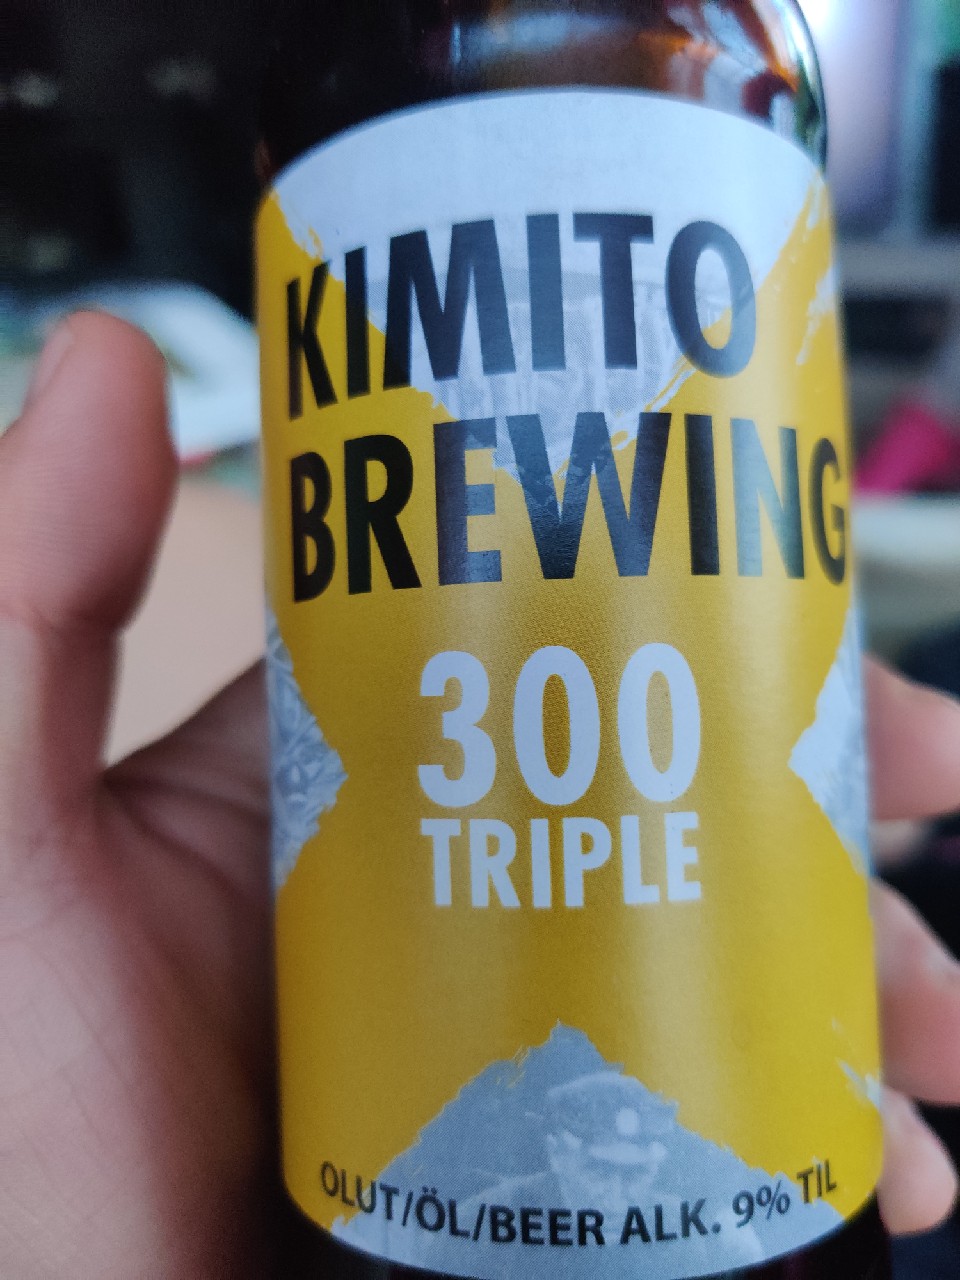 KIMITO
BREWING
300
TRIPLE
OLUT/ÖL/BEER ALK. 9% TIL